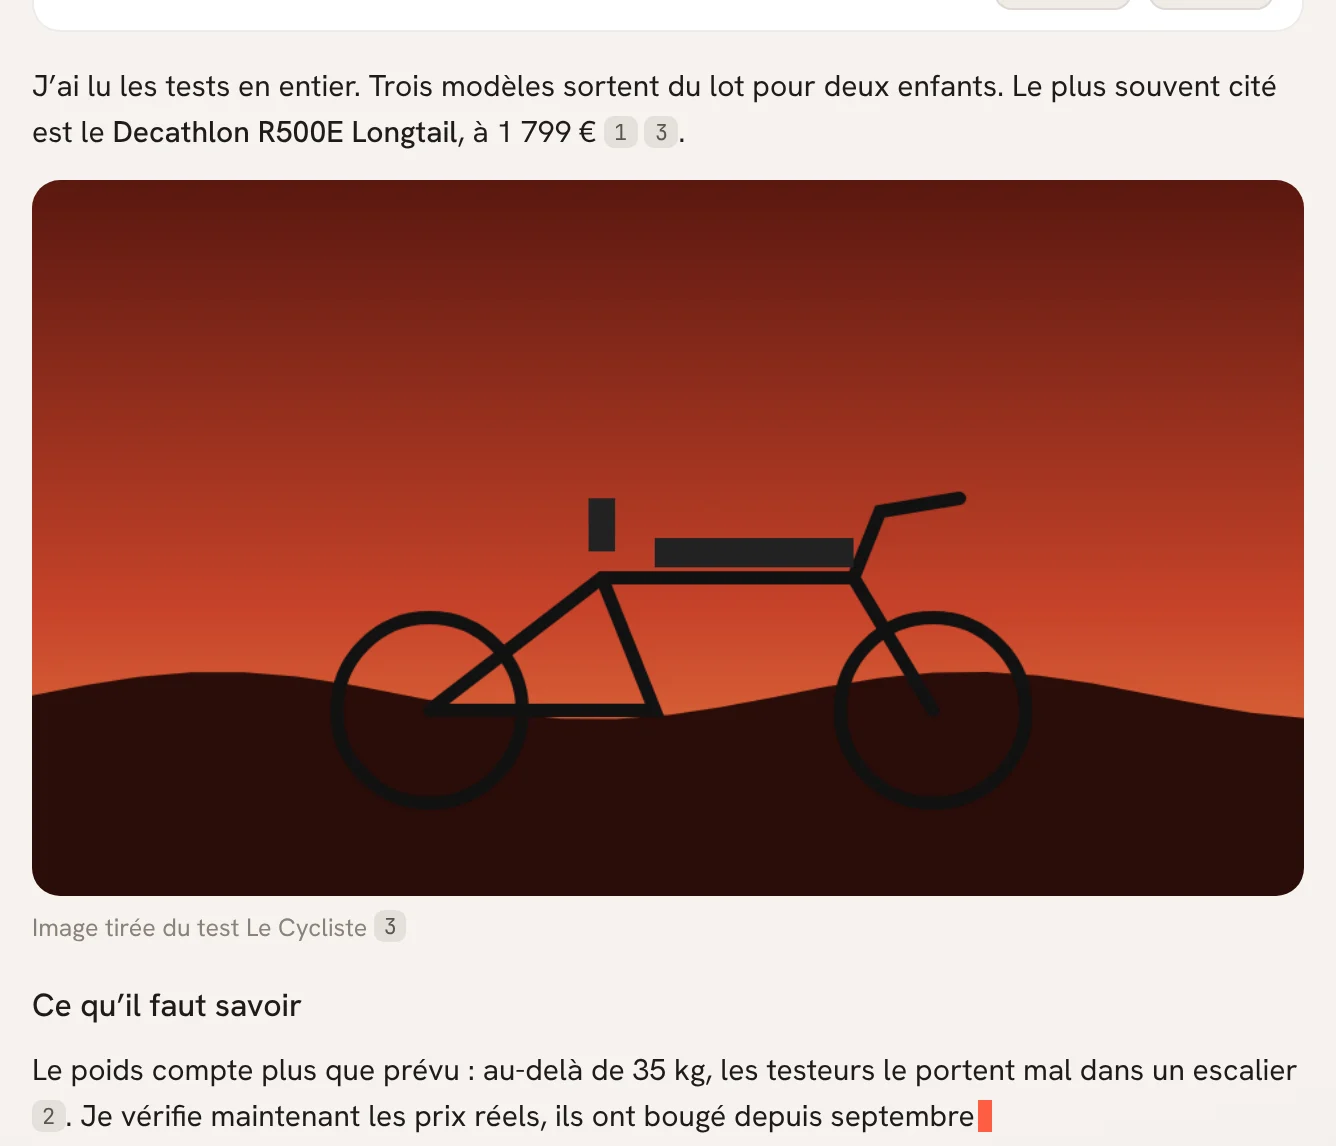 J’ai lu les tests en entier. Trois modèles sortent du lot pour deux enfants. Le plus souvent cité
est le Decathlon R500E Longtail, à 1 799 € 1 3.
Image tirée du test Le Cycliste 3
Ce qu’il faut savoir
Le poids compte plus que prévu : au-delà de 35 kg, les testeurs le portent mal dans un escalier
2. Je vérifie maintenant les prix réels, ils ont bougé depuis septembre